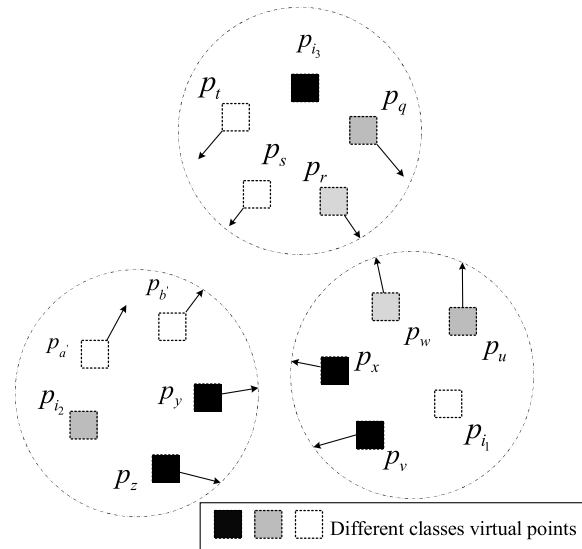 p_{i_3}
p_t
p_q
p_s
p_r
p_{b'}
p_{a'}
p_w
p_u
p_x
p_{i_2}
p_y
p_{i_1}
p_v
p_z
Different classes virtual points